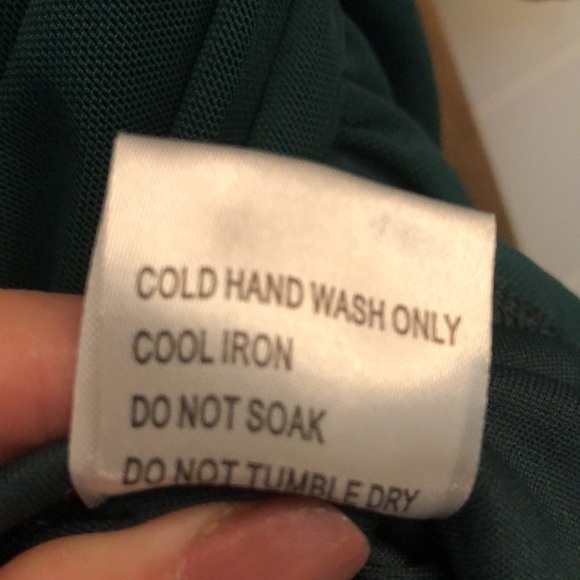 COLD HAND WASH ONLY
COOL IRON
DO NOT SOAK
DO NOT TUMBLE DRY